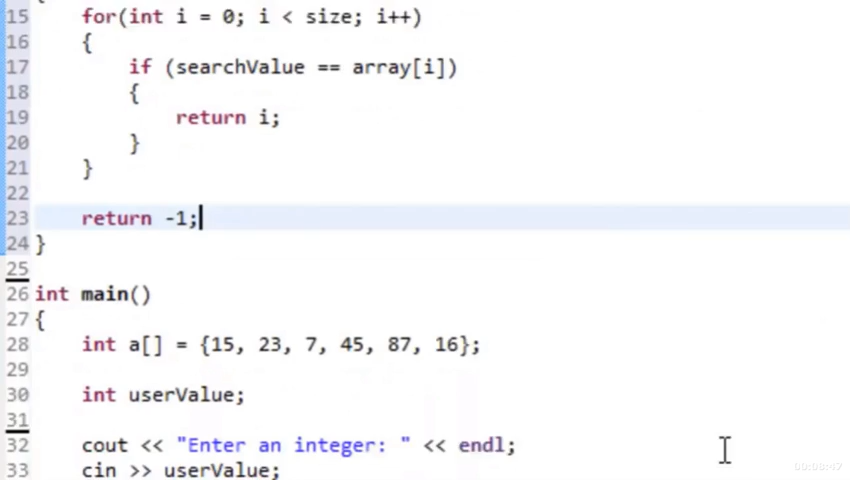 {
15 for(int i = 0; i < size; i++)
16 {
17 if (searchValue == array[i])
18 {
19 return i;
20 }
21 }
22
23 return -1;
24 }
25
26 int main()
27 {
28 int a[] = {15, 23, 7, 45, 87, 16};
29
30 int userValue;
31
32 cout << "Enter an integer: " << endl;
33 cin >> userValue;